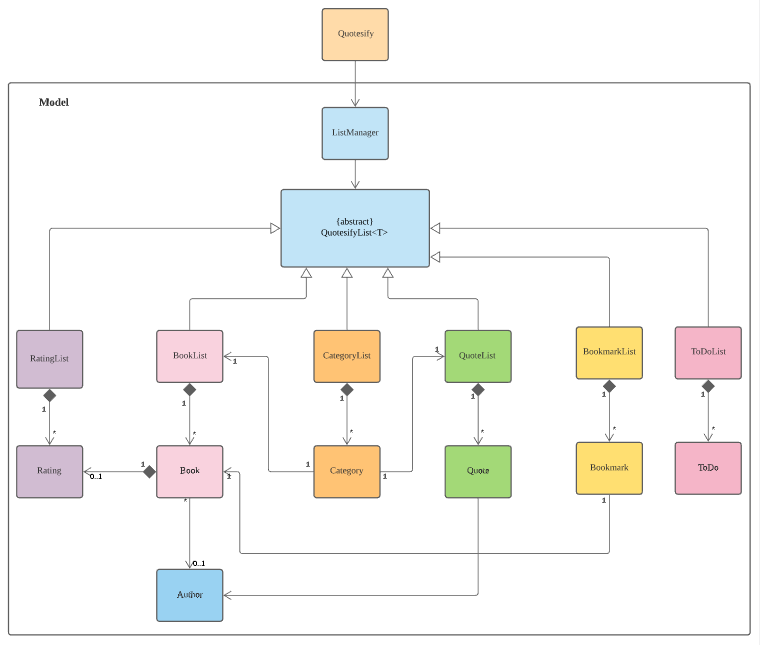 Quotesify
Model
ListManager
{abstract}
QuotesifyList<T>
RatingList
BookList
CategoryList
QuoteList
BookmarkList
ToDoList
1
1
1
1
1
1
1
1
*
*
*
*
*
*
Rating
Book
Category
Quote
Bookmark
ToDo
0..1
1
1
1
1
*
1
0..1
Author